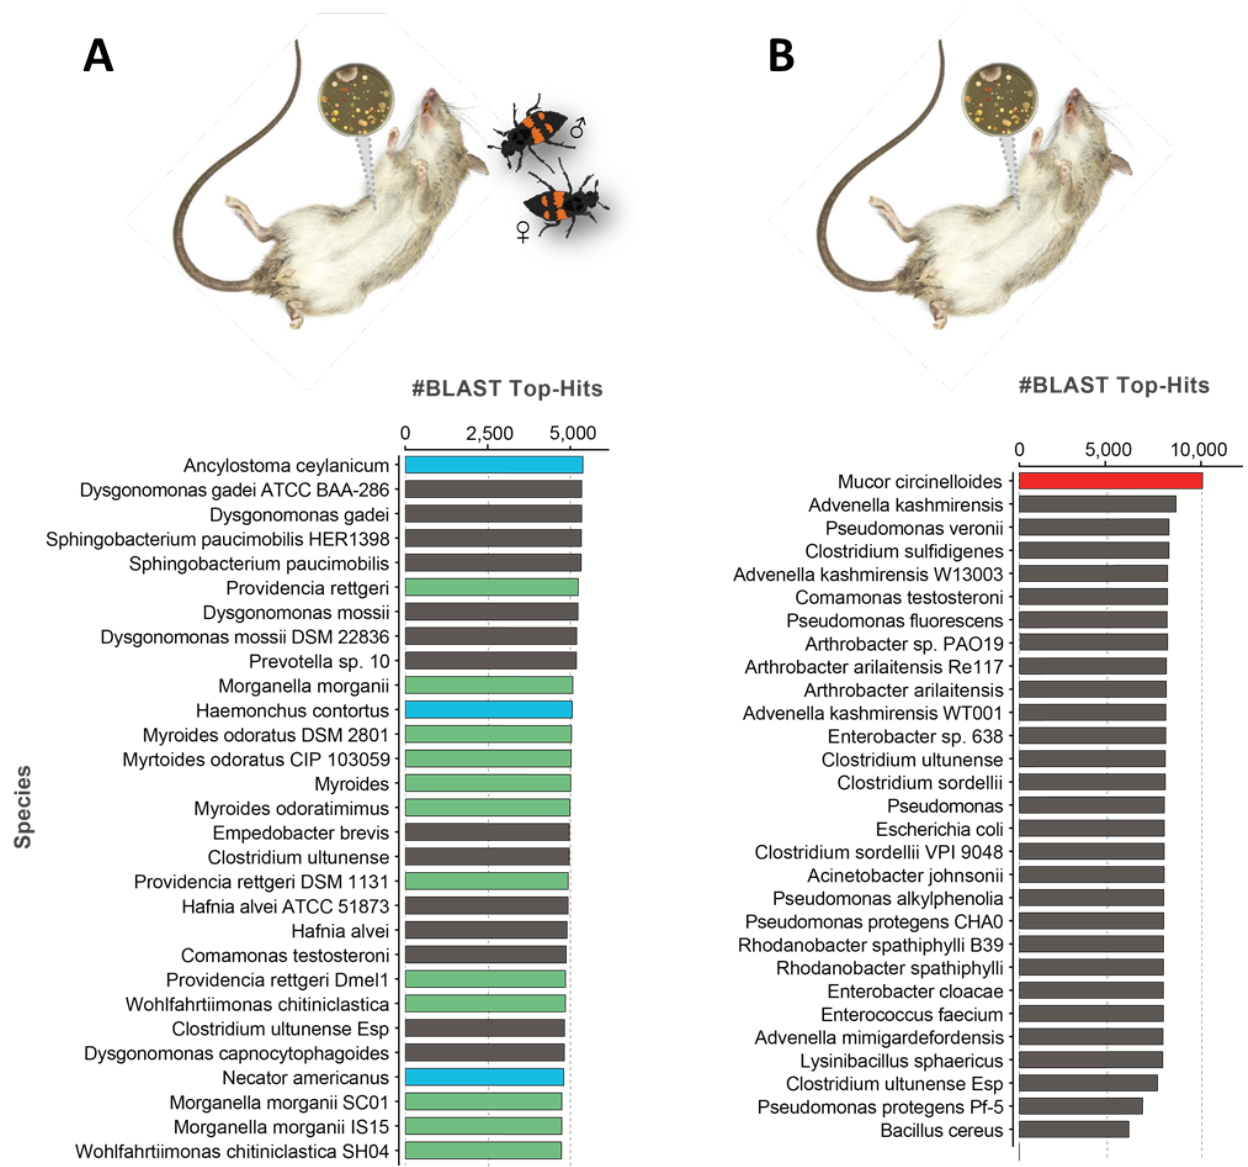 A
B
♂
♀
#BLAST Top-Hits
0 2,500 5,000
Ancylostoma ceylanicum
Dysgonomonas gadei ATCC BAA-286
Dysgonomonas gadei
Sphingobacterium paucimobilis HER1398
Sphingobacterium paucimobilis
Providencia rettgeri
Dysgonomonas mossii
Dysgonomonas mossii DSM 22836
Prevotella sp. 10
Morganella morganii
Haemonchus contortus
Myroides odoratus DSM 2801
Myrtoides odoratus CIP 103059
Myroides
Myroides odoratimimus
Empedobacter brevis
Clostridium ultunense
Providencia rettgeri DSM 1131
Hafnia alvei ATCC 51873
Hafnia alvei
Comamonas testosteroni
Providencia rettgeri Dmel1
Wohlfahrtiimonas chitiniclastica
Clostridium ultunense Esp
Dysgonomonas capnocytophagoides
Necator americanus
Morganella morganii SC01
Morganella morganii IS15
Wohlfahrtiimonas chitiniclastica SH04
Species
#BLAST Top-Hits
0 5,000 10,000
Mucor circinelloides
Advenella kashmirensis
Pseudomonas veronii
Clostridium sulfidigenes
Advenella kashmirensis W13003
Comamonas testosteroni
Pseudomonas fluorescens
Arthrobacter sp. PAO19
Arthrobacter arilaitensis Re117
Arthrobacter arilaitensis
Advenella kashmirensis WT001
Enterobacter sp. 638
Clostridium ultunense
Clostridium sordellii
Pseudomonas
Escherichia coli
Clostridium sordellii VPI 9048
Acinetobacter johnsonii
Pseudomonas alkylphenolia
Pseudomonas protegens CHA0
Rhodanobacter spathiphylli B39
Rhodanobacter spathiphylli
Enterobacter cloacae
Enterococcus faecium
Advenella mimigardefordensis
Lysinibacillus sphaericus
Clostridium ultunense Esp
Pseudomonas protegens Pf-5
Bacillus cereus